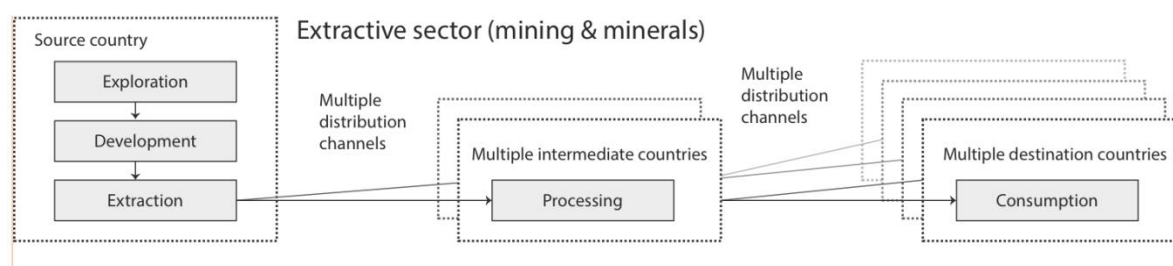 Extractive sector (mining & minerals)
Source country
Exploration
Development
Extraction
Multiple
distribution
channels
Multiple intermediate countries
Processing
Multiple
distribution
channels
Multiple destination countries
Consumption